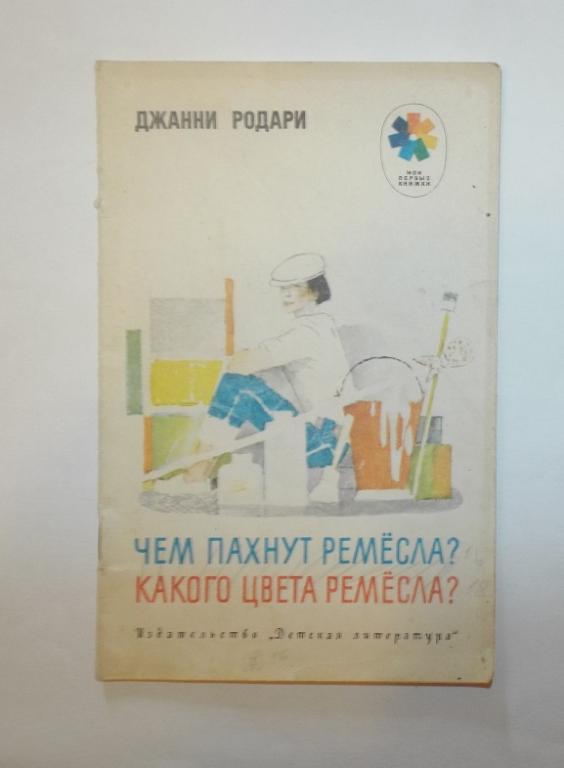 ДЖАННИ РОДАРИ
МОИ
ПЕРВЫЕ
КНИЖКИ
ЧЕМ ПАХНУТ РЕМЁСЛА?
КАКОГО ЦВЕТА РЕМЁСЛА?
Издательство „Детская литература"